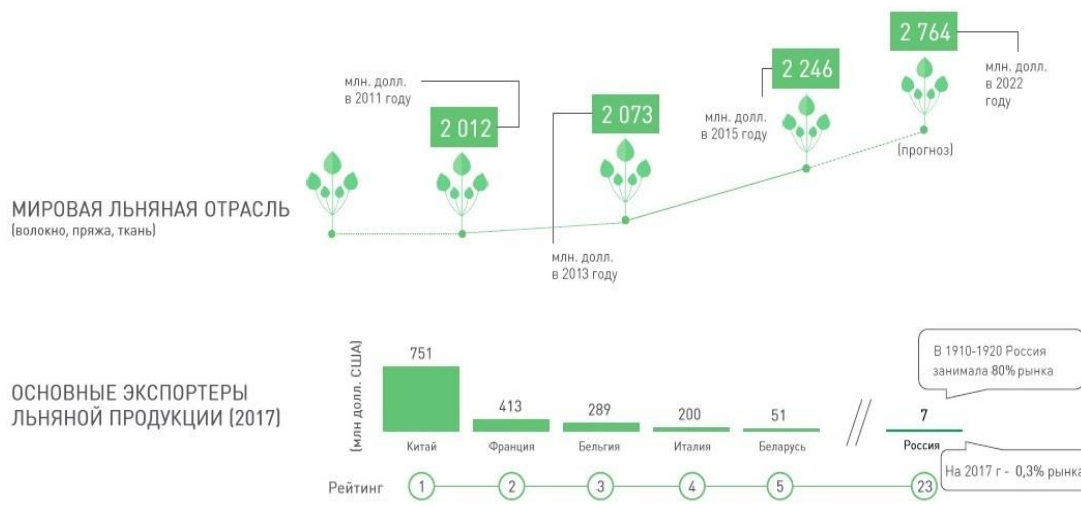 2 764
млн. долл.
в 2022
году
2 246
млн. долл.
в 2011 году
2 073
млн. долл.
в 2015 году
2 012
(прогноз)
МИРОВАЯ ЛЬНЯНАЯ ОТРАСЛЬ
(волокно, пряжа, ткань)
млн. долл.
в 2013 году
ОСНОВНЫЕ ЭКСПОРТЕРЫ
ЛЬНЯНОЙ ПРОДУКЦИИ (2017)
(млн долл. США)
751
413
289
200
51
//
7
В 1910-1920 Россия
занимала 80% рынка
Китай
Франция
Бельгия
Италия
Беларусь
Россия
На 2017 г - 0,3% рынка
Рейтинг
1
2
3
4
5
23